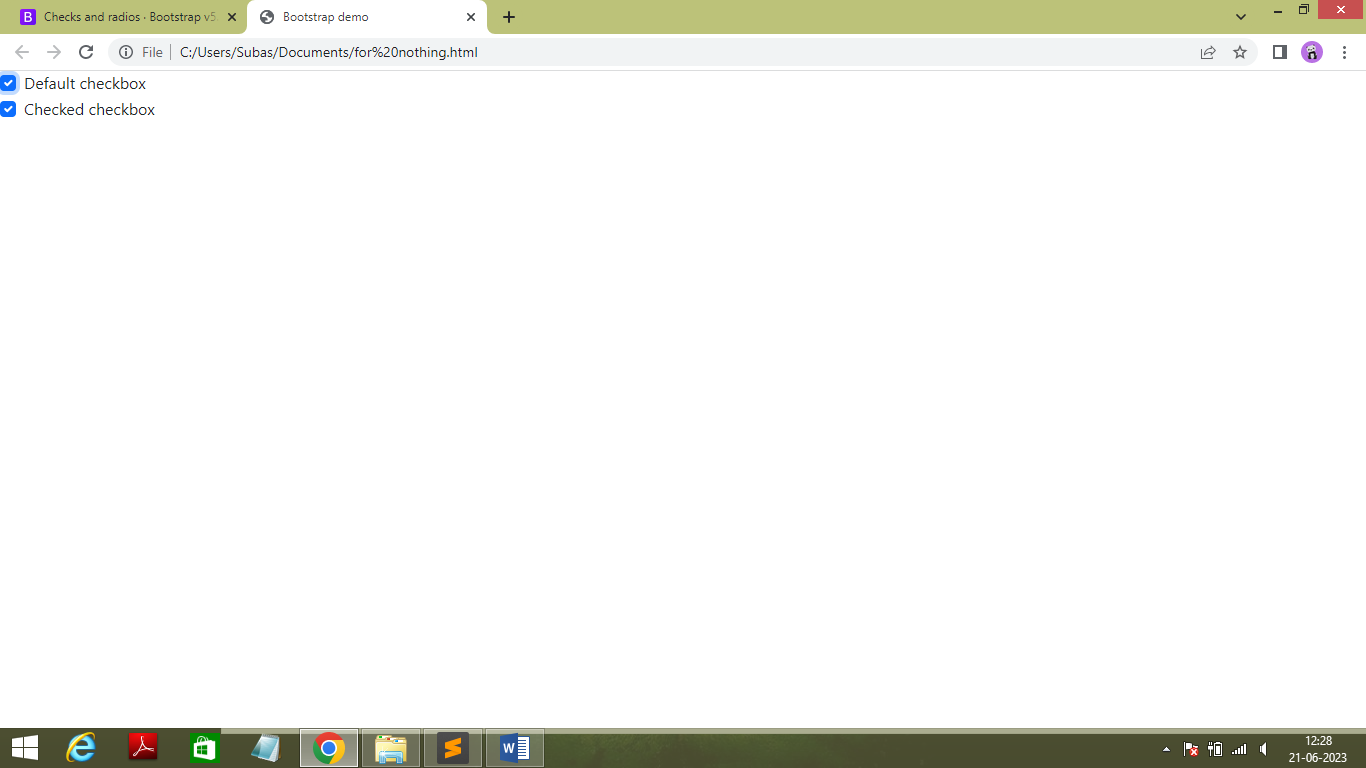 Checks and radios · Bootstrap v5.
Bootstrap demo
File
C:/Users/Subas/Documents/for%20nothing.html
Default checkbox
Checked checkbox
12:28
21-06-2023